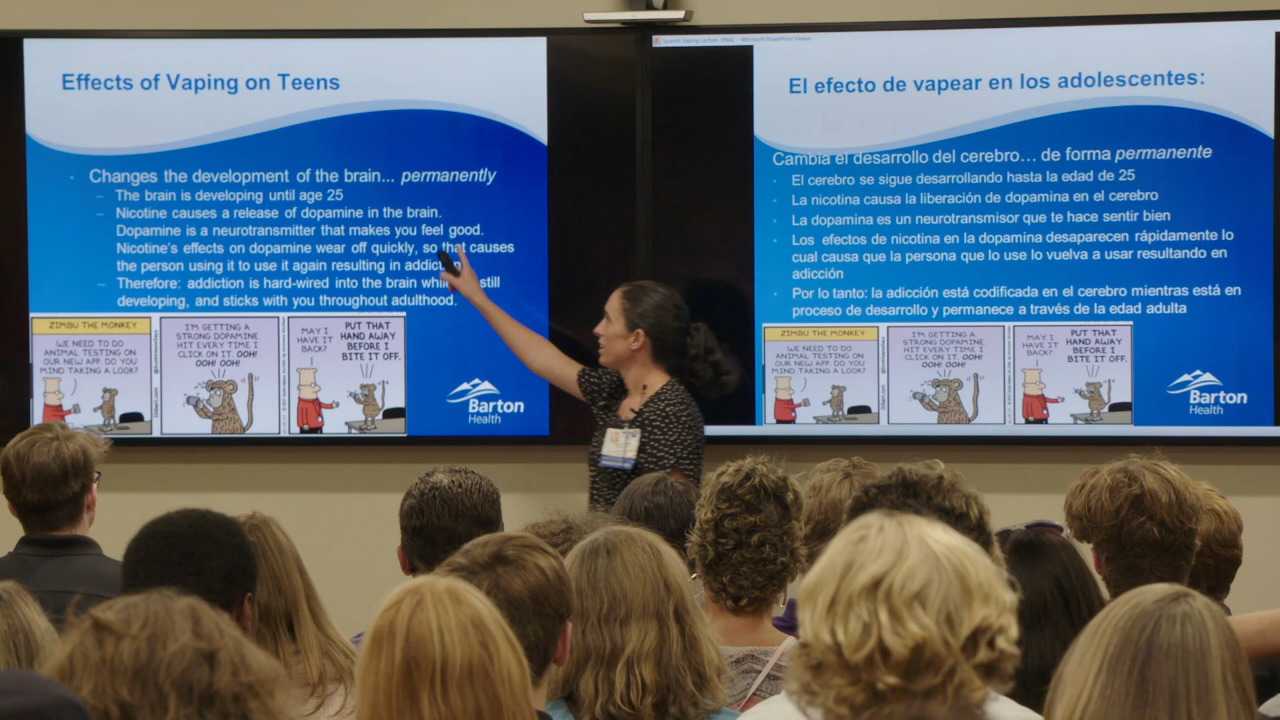 Effects of Vaping on Teens
Changes the development of the brain... permanently
– The brain is developing until age 25
– Nicotine causes a release of dopamine in the brain.
Dopamine is a neurotransmitter that makes you feel good.
Nicotine's effects on dopamine wear off quickly, so that causes
the person using it to use it again resulting in
– Therefore: addiction is hard-wired into the brain still
developing, and sticks with you throughout adulthood.
ZIMBU THE MONKEY
WE NEED TO DO
ANIMAL TESTING ON
OUR NEW APP. DO YOU
MIND TAKING A LOOK?
I'M GETTING A
STRONG DOPAMINE
HIT EVERY TIME I
CLICK ON IT. OOH!
OOH! OOH!
MAY I
HAVE IT
BACK?
PUT THAT
HAND AWAY
BEFORE I
BITE IT OFF.
Barton
Health
Spanish Vaping Lecture FINAL - Microsoft PowerPoint Viewer
El efecto de vapear en los adolescentes:
Cambia el desarrollo del cerebro... de forma permanente
· El cerebro se sigue desarrollando hasta la edad de 25
· La nicotina causa la liberación de dopamina en el cerebro
· La dopamina es un neurotransmisor que te hace sentir bien
· Los efectos de nicotina en la dopamina desaparecen rápidamente lo
cual causa que la persona que lo use lo vuelva a usar resultando en
adicción
· Por lo tanto: la adicción está codificada en el cerebro mientras está en
proceso de desarrollo y permanece a través de la edad adulta
ZIMBU THE MONKEY
WE NEED TO DO
ANIMAL TESTING ON
OUR NEW APP. DO YOU
MIND TAKING A LOOK?
I'M GETTING A
STRONG DOPAMINE
HIT EVERY TIME I
CLICK ON IT. OOH!
OOH! OOH!
MAY I
HAVE IT
BACK?
PUT THAT
HAND AWAY
BEFORE I
BITE IT OFF.
Barton
Health